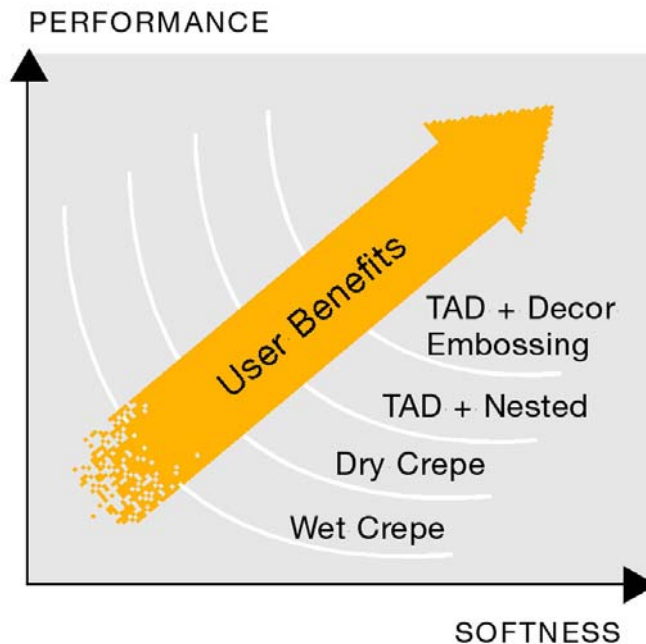 PERFORMANCE
User Benefits
TAD + Decor
Embossing
TAD + Nested
Dry Crepe
Wet Crepe
SOFTNESS